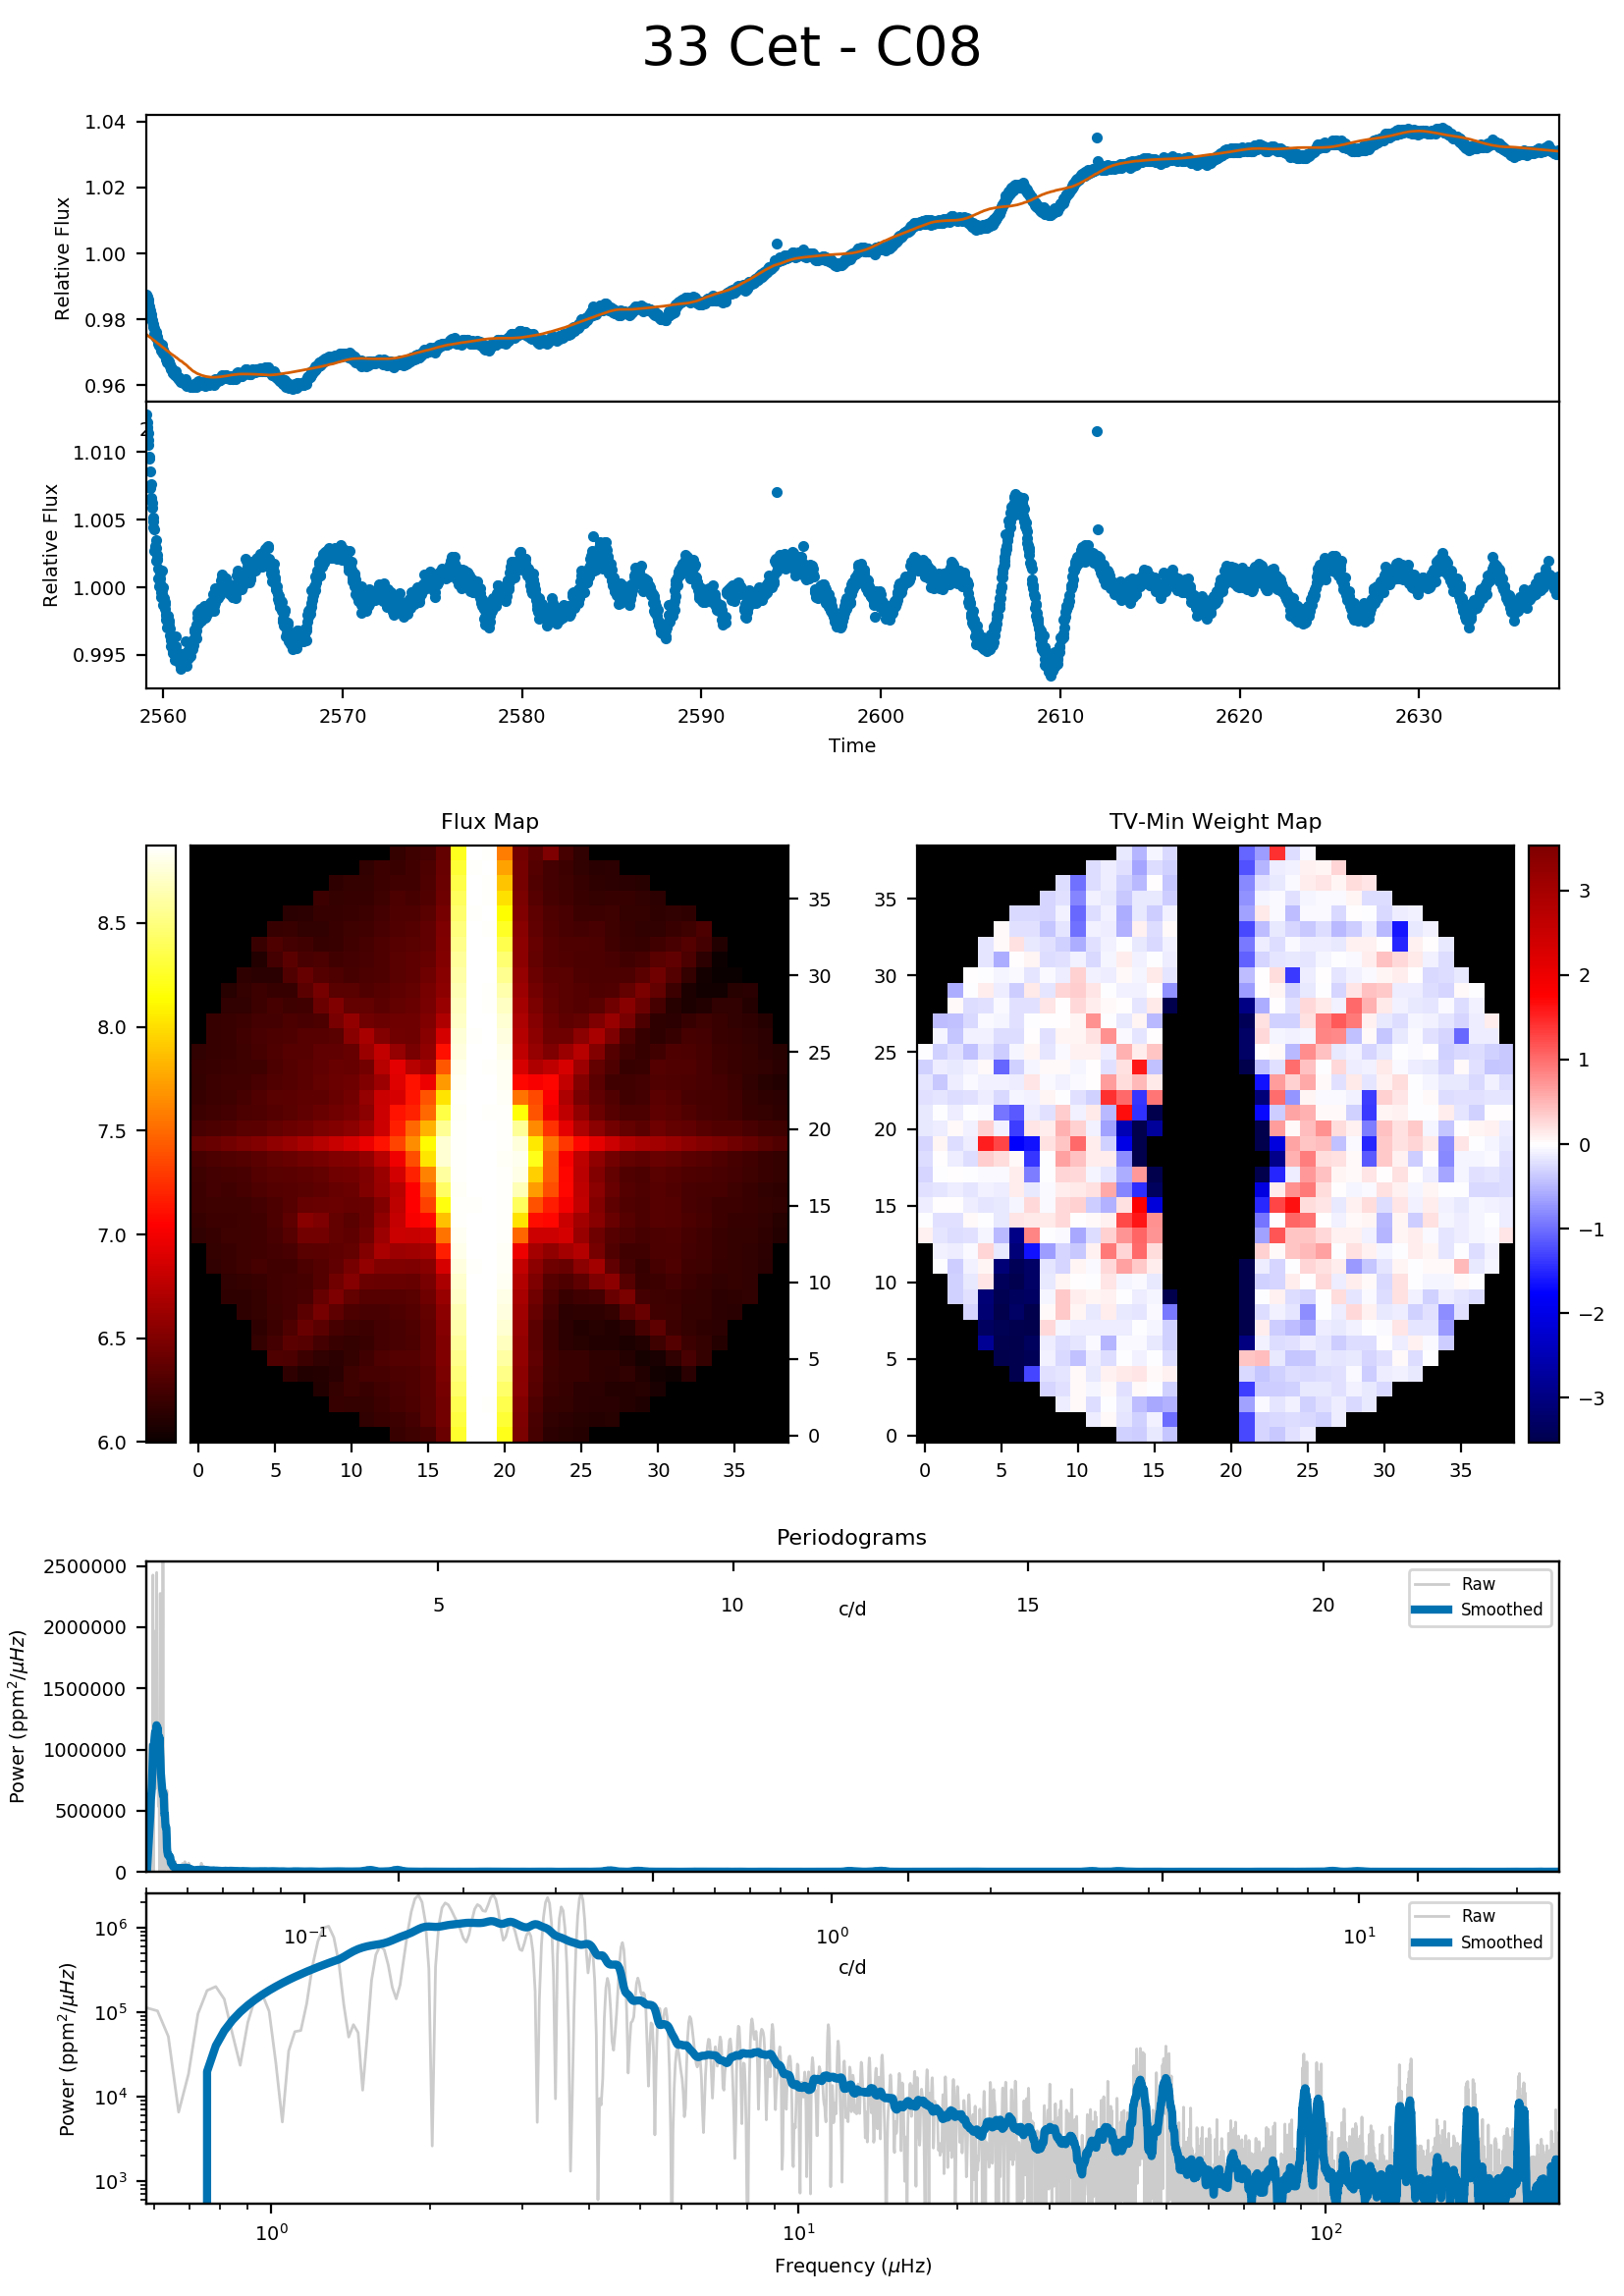 33 Cet - C08
1.04
1.02
1.00
0.98
0.96
Relative Flux
1.010
1.005
1.000
0.995
Relative Flux
2560 2570 2580 2590 2600 2610 2620 2630
Time
Flux Map
TV-Min Weight Map
8.5
8.0
7.5
7.0
6.5
6.0
35
30
25
20
15
10
5
0
0 5 10 15 20 25 30 35
35
30
25
20
15
10
5
0
0 5 10 15 20 25 30 35
3
2
1
0
−1
−2
−3
Periodograms
2500000
2000000
1500000
1000000
500000
0
Power (ppm²/μHz)
5 10 15 20
c/d
Raw
Smoothed
10⁶
10⁵
10⁴
10³
Power (ppm²/μHz)
10⁻¹ 10⁰ 10¹
c/d
Raw
Smoothed
10⁰ 10¹ 10²
Frequency (μHz)